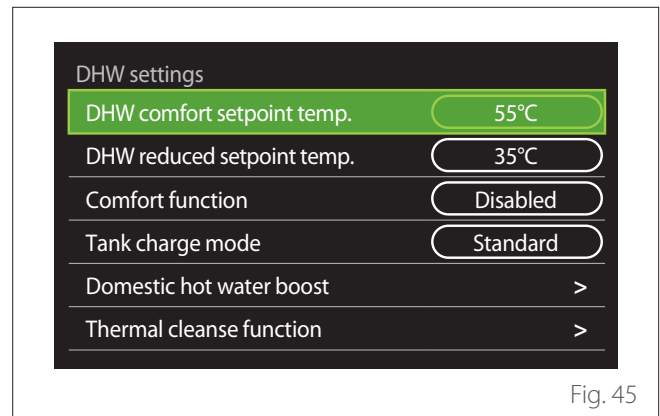 DHW settings
DHW comfort setpoint temp. 55°C
DHW reduced setpoint temp. 35°C
Comfort function Disabled
Tank charge mode Standard
Domestic hot water boost >
Thermal cleanse function >
Fig. 45